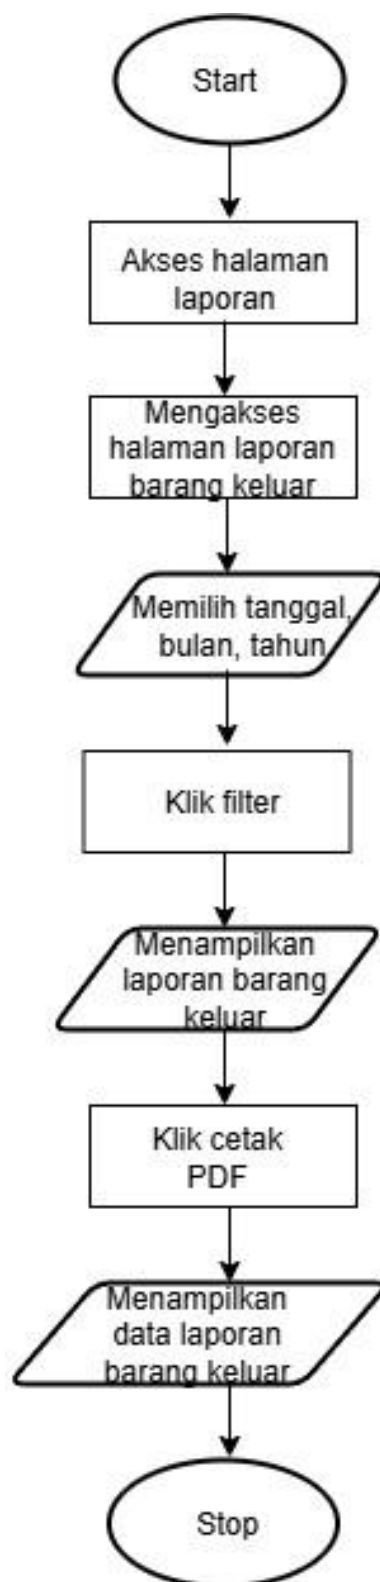 Start
Akses halaman
laporan
Mengakses
halaman laporan
barang keluar
Memilih tanggal,
bulan, tahun
Klik filter
Menampilkan
laporan barang
keluar
Klik cetak
PDF
Menampilkan
data laporan
barang keluar
Stop